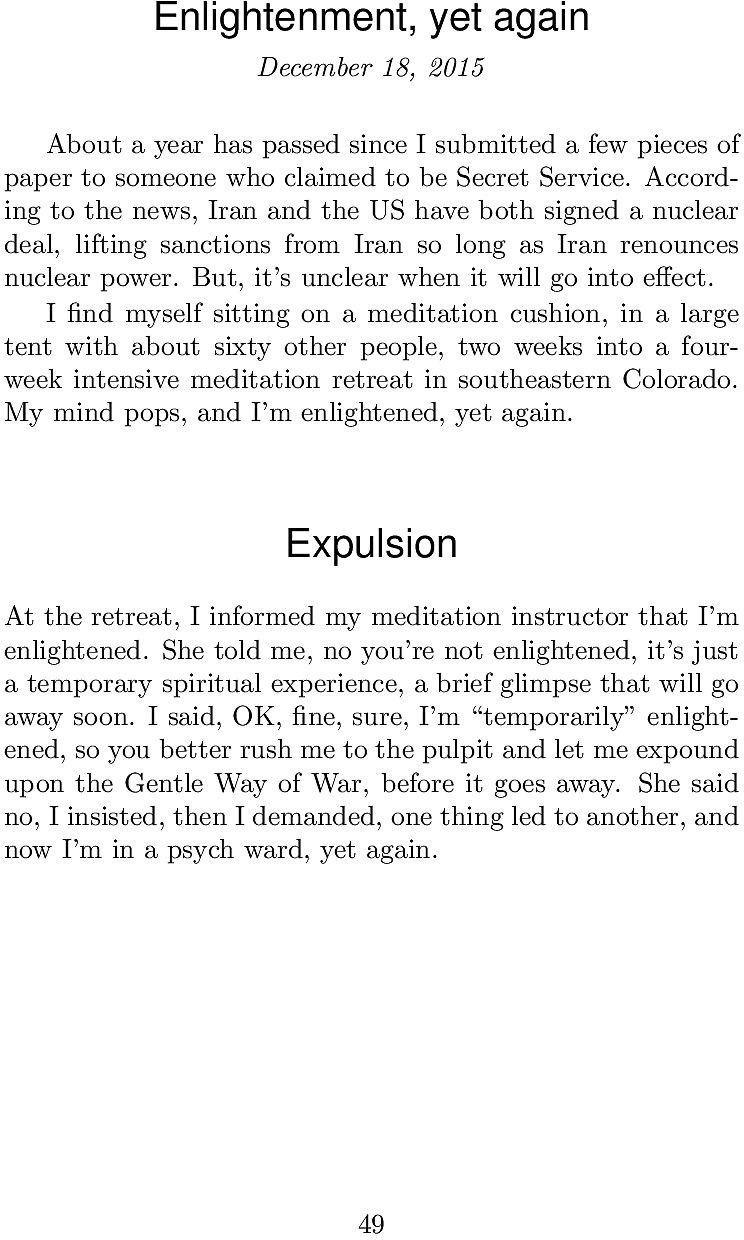 Enlightenment, yet again
December 18, 2015
About a year has passed since I submitted a few pieces of
paper to someone who claimed to be Secret Service. Accord-
ing to the news, Iran and the US have both signed a nuclear
deal, lifting sanctions from Iran so long as Iran renounces
nuclear power. But, it's unclear when it will go into effect.
I find myself sitting on a meditation cushion, in a large
tent with about sixty other people, two weeks into a four-
week intensive meditation retreat in southeastern Colorado.
My mind pops, and I'm enlightened, yet again.
Expulsion
At the retreat, I informed my meditation instructor that I'm
enlightened. She told me, no you're not enlightened, it's just
a temporary spiritual experience, a brief glimpse that will go
away soon. I said, OK, fine, sure, I'm “temporarily” enlight-
ened, so you better rush me to the pulpit and let me expound
upon the Gentle Way of War, before it goes away. She said
no, I insisted, then I demanded, one thing led to another, and
now I'm in a psych ward, yet again.
49